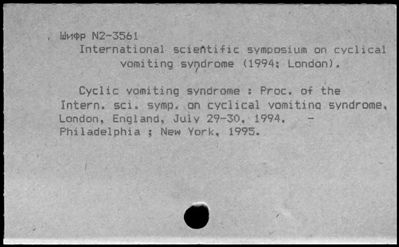 Шифр N2-3561
International scientific symposium on cyclical
vomiting syndrome (1994; London).
Cyclic vomiting syndrome : Proc. of the
Intern. sci. symp. on cyclical vomiting syndrome,
London, England, July 29-30, 1994. –
Philadelphia ; New York, 1995.